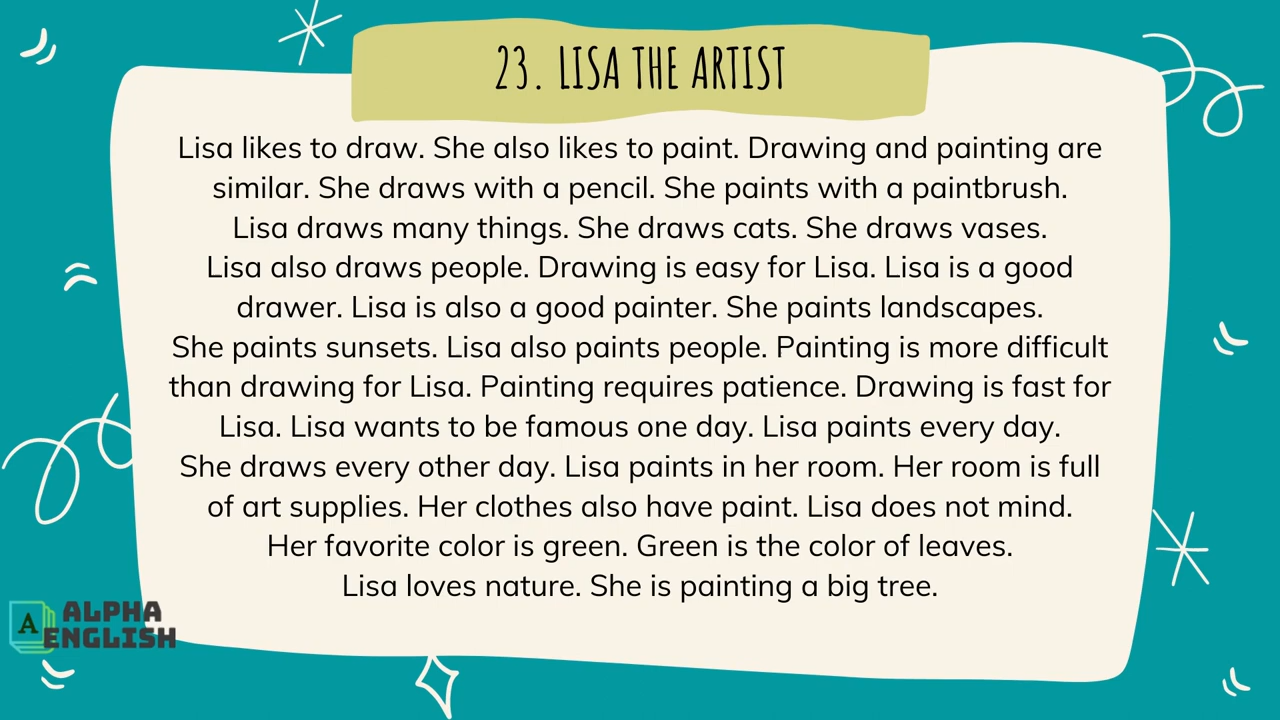 23. LISA THE ARTIST
Lisa likes to draw. She also likes to paint. Drawing and painting are
similar. She draws with a pencil. She paints with a paintbrush.
Lisa draws many things. She draws cats. She draws vases.
Lisa also draws people. Drawing is easy for Lisa. Lisa is a good
drawer. Lisa is also a good painter. She paints landscapes.
She paints sunsets. Lisa also paints people. Painting is more difficult
than drawing for Lisa. Painting requires patience. Drawing is fast for
Lisa. Lisa wants to be famous one day. Lisa paints every day.
She draws every other day. Lisa paints in her room. Her room is full
of art supplies. Her clothes also have paint. Lisa does not mind.
Her favorite color is green. Green is the color of leaves.
Lisa loves nature. She is painting a big tree.
A
ALPHA
ENGLISH